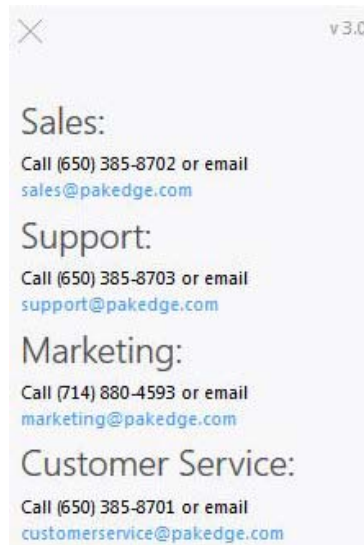 v 3.0
Sales:
Call (650) 385-8702 or email
sales@pakedge.com
Support:
Call (650) 385-8703 or email
support@pakedge.com
Marketing:
Call (714) 880-4593 or email
marketing@pakedge.com
Customer Service:
Call (650) 385-8701 or email
customerservice@pakedge.com